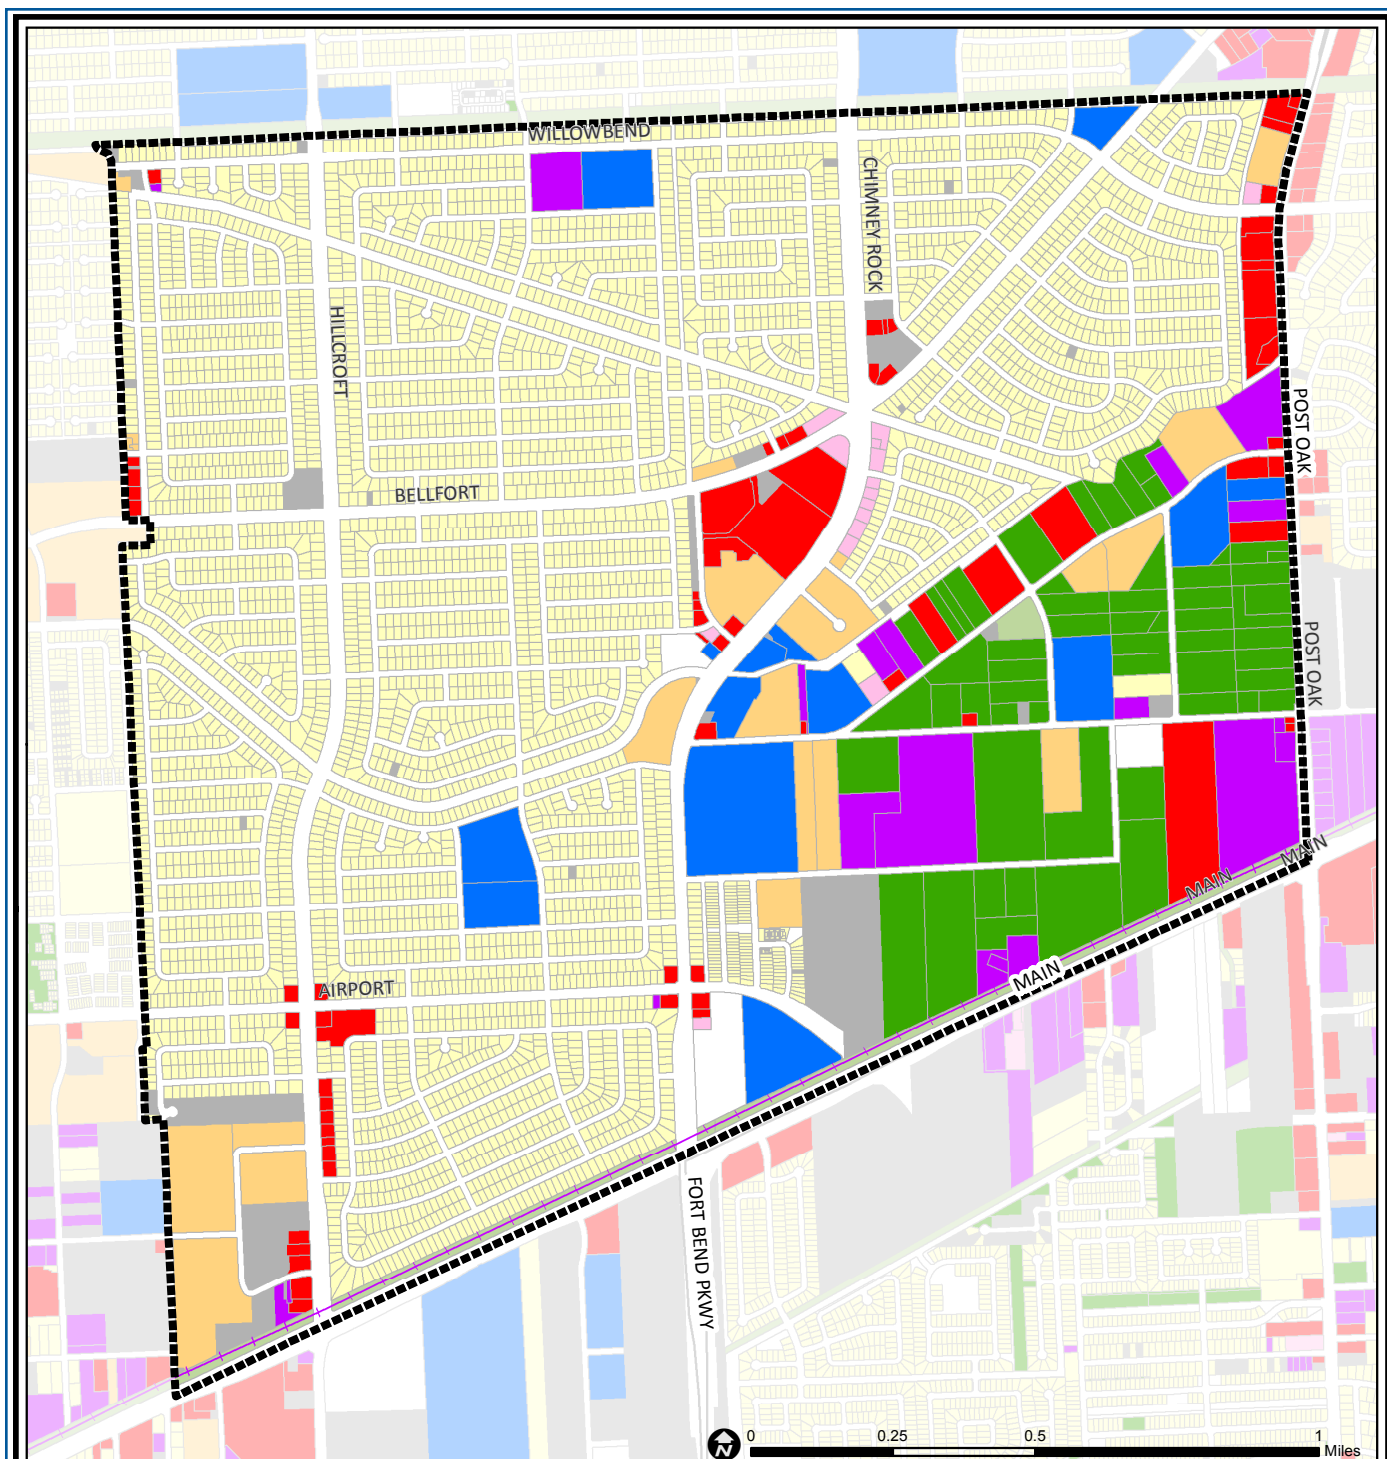 WILLOWBEND
CHIMNEY ROCK
HILLCROFT
POST OAK
BELLFORT
POST OAK
MAIN
MAIN
MAIN
AIRPORT
FORT BEND PKWY
N
0 0.25 0.5 1
Miles